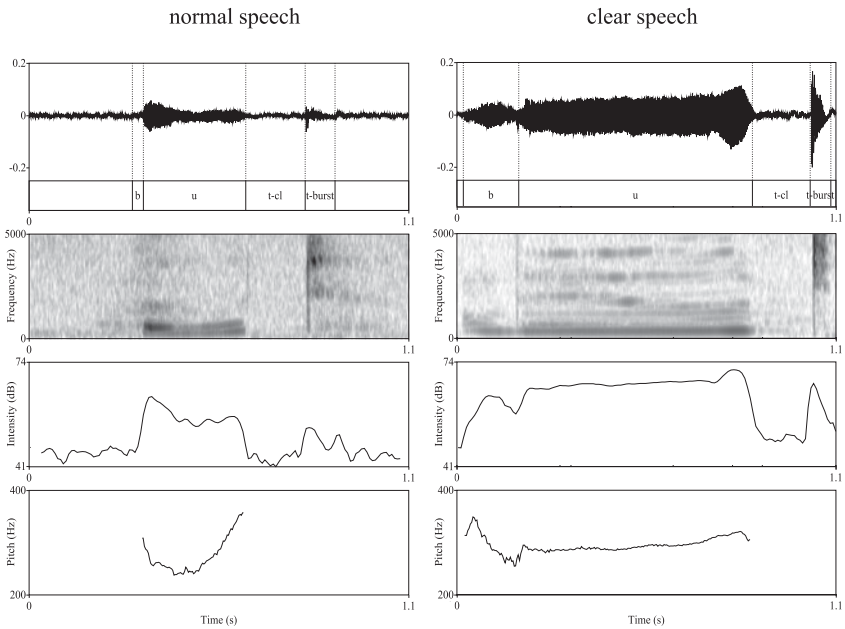 normal speech
clear speech
0.2
0
-0.2
b u t-cl t-burst
0 1.1
0.2
0
-0.2
b u t-cl t-burst
0 1.1
Frequency (Hz)
5000
0
0 1.1
Frequency (Hz)
5000
0
0 1.1
Intensity (dB)
74
41
0 1.1
Intensity (dB)
74
41
0 1.1
Pitch (Hz)
400
200
0 1.1
Time (s)
Pitch (Hz)
400
200
0 1.1
Time (s)